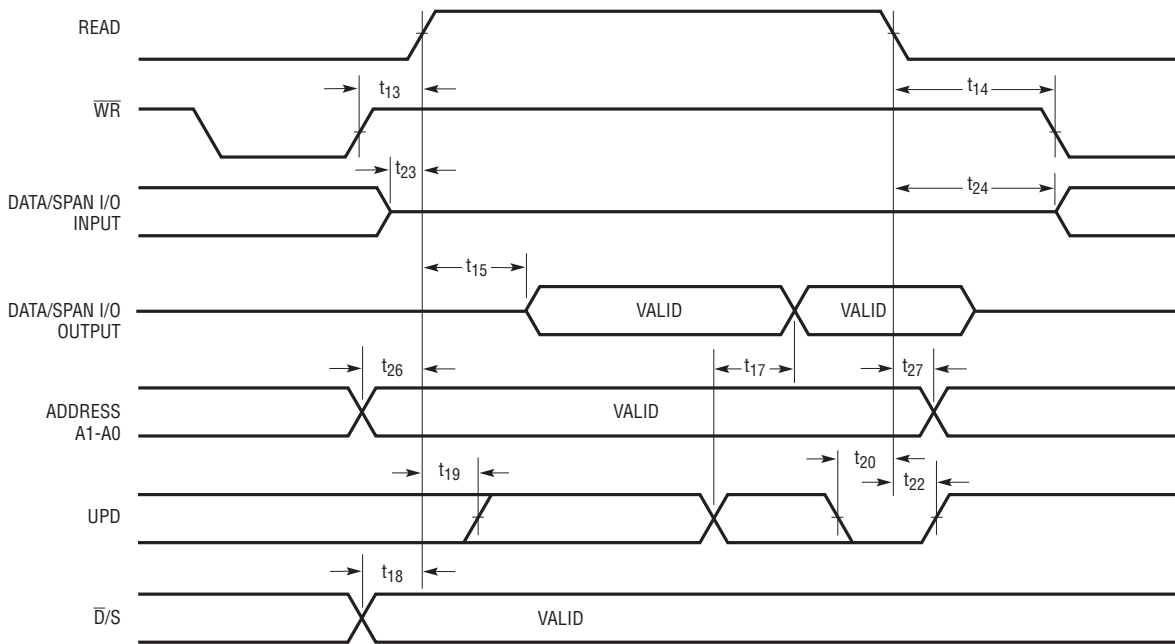 READ
t13
t14
W̅R̅
t23
t24
DATA/SPAN I/O
INPUT
t15
DATA/SPAN I/O
OUTPUT
VALID
VALID
t26
t17
t27
ADDRESS
A1-A0
VALID
t19
t20
t22
UPD
t18
D̅/S
VALID